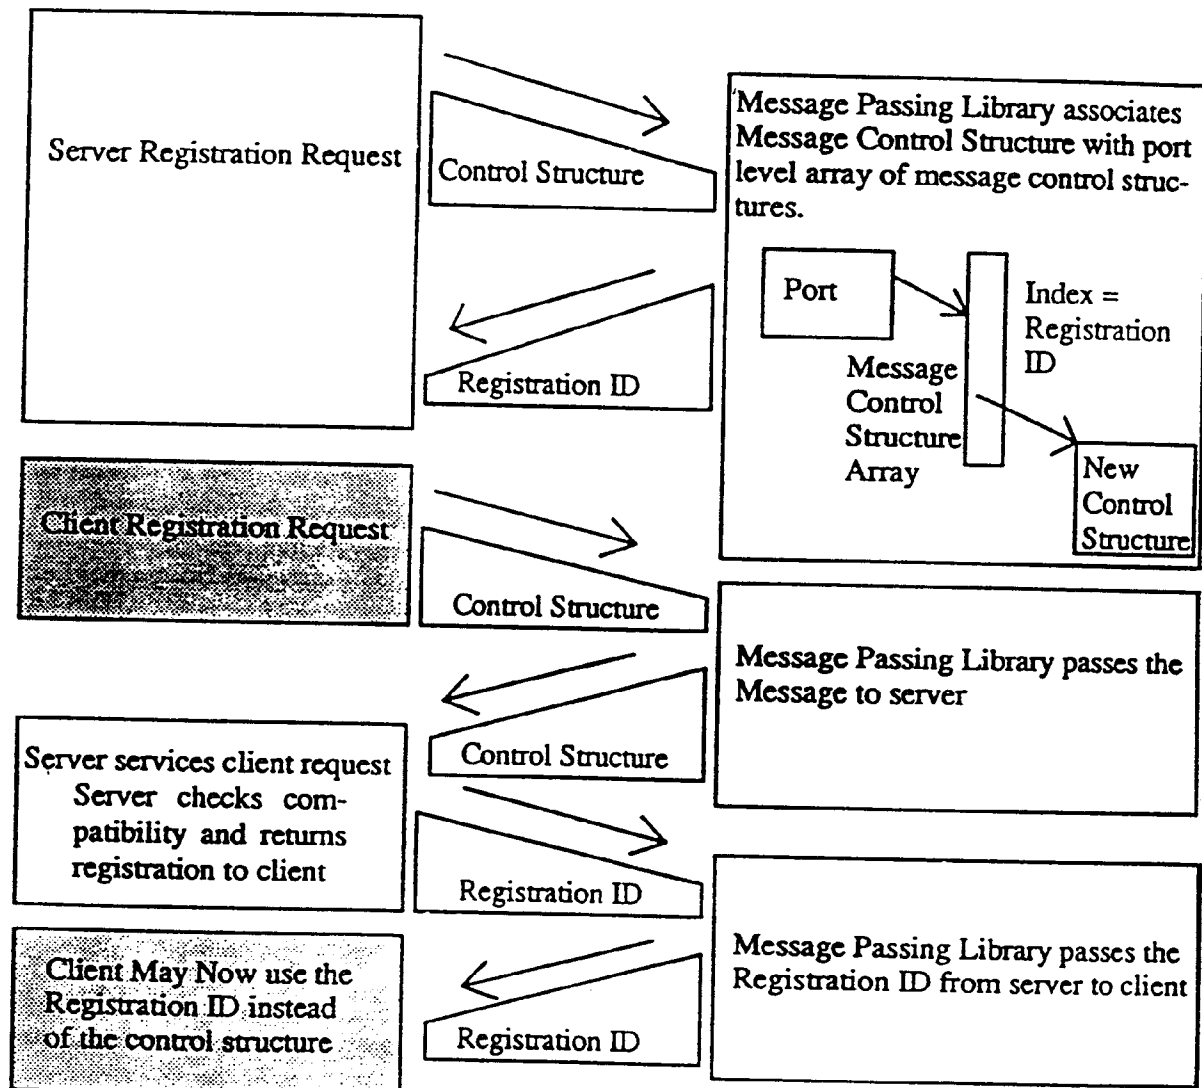 Server Registration Request
Control Structure
Message Passing Library associates
Message Control Structure with port
level array of message control struc-
tures.
Port
Index =
Registration
ID
Message
Control
Structure
Array
New
Control
Structure
Registration ID
Client Registration Request
Control Structure
Message Passing Library passes the
Message to server
Control Structure
Server services client request
Server checks com-
patibility and returns
registration to client
Registration ID
Message Passing Library passes the
Registration ID from server to client
Client May Now use the
Registration ID instead
of the control structure
Registration ID